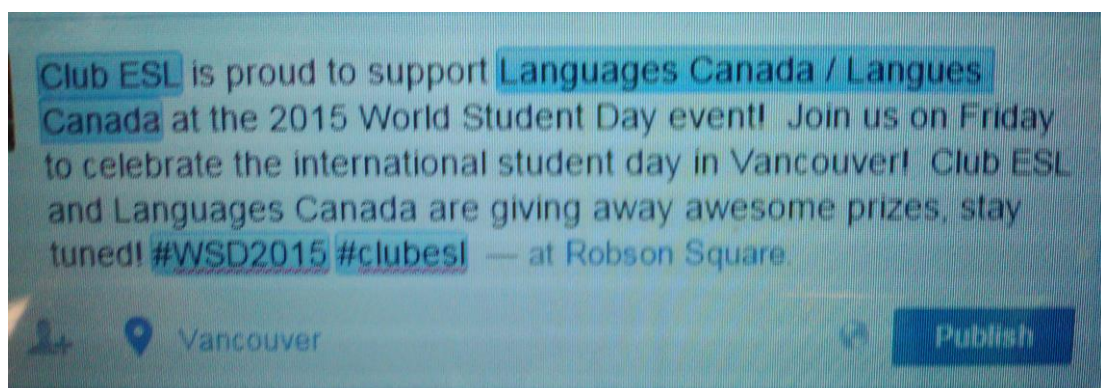 Club ESL is proud to support Languages Canada / Langues
Canada at the 2015 World Student Day event!  Join us on Friday
to celebrate the international student day in Vancouver!  Club ESL
and Languages Canada are giving away awesome prizes, stay
tuned! #WSD2015 #clubesl — at Robson Square.
Vancouver
Publish